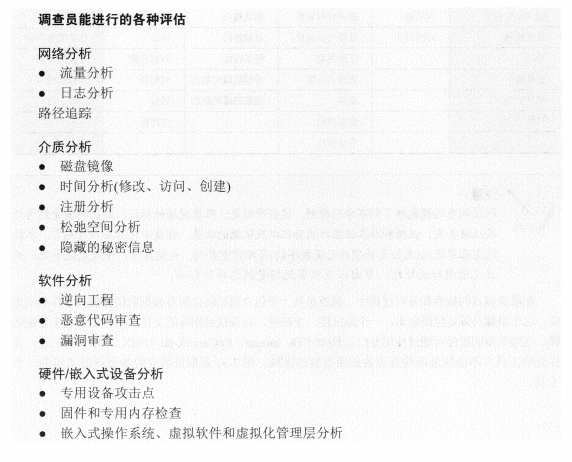 调查员能进行的各种评估
网络分析
● 流量分析
● 日志分析
路径追踪
介质分析
● 磁盘镜像
● 时间分析(修改、访问、创建)
● 注册分析
● 松弛空间分析
● 隐藏的秘密信息
软件分析
● 逆向工程
● 恶意代码审查
● 漏洞审查
硬件/嵌入式设备分析
● 专用设备攻击点
● 固件和专用内存检查
● 嵌入式操作系统、虚拟软件和虚拟化管理层分析